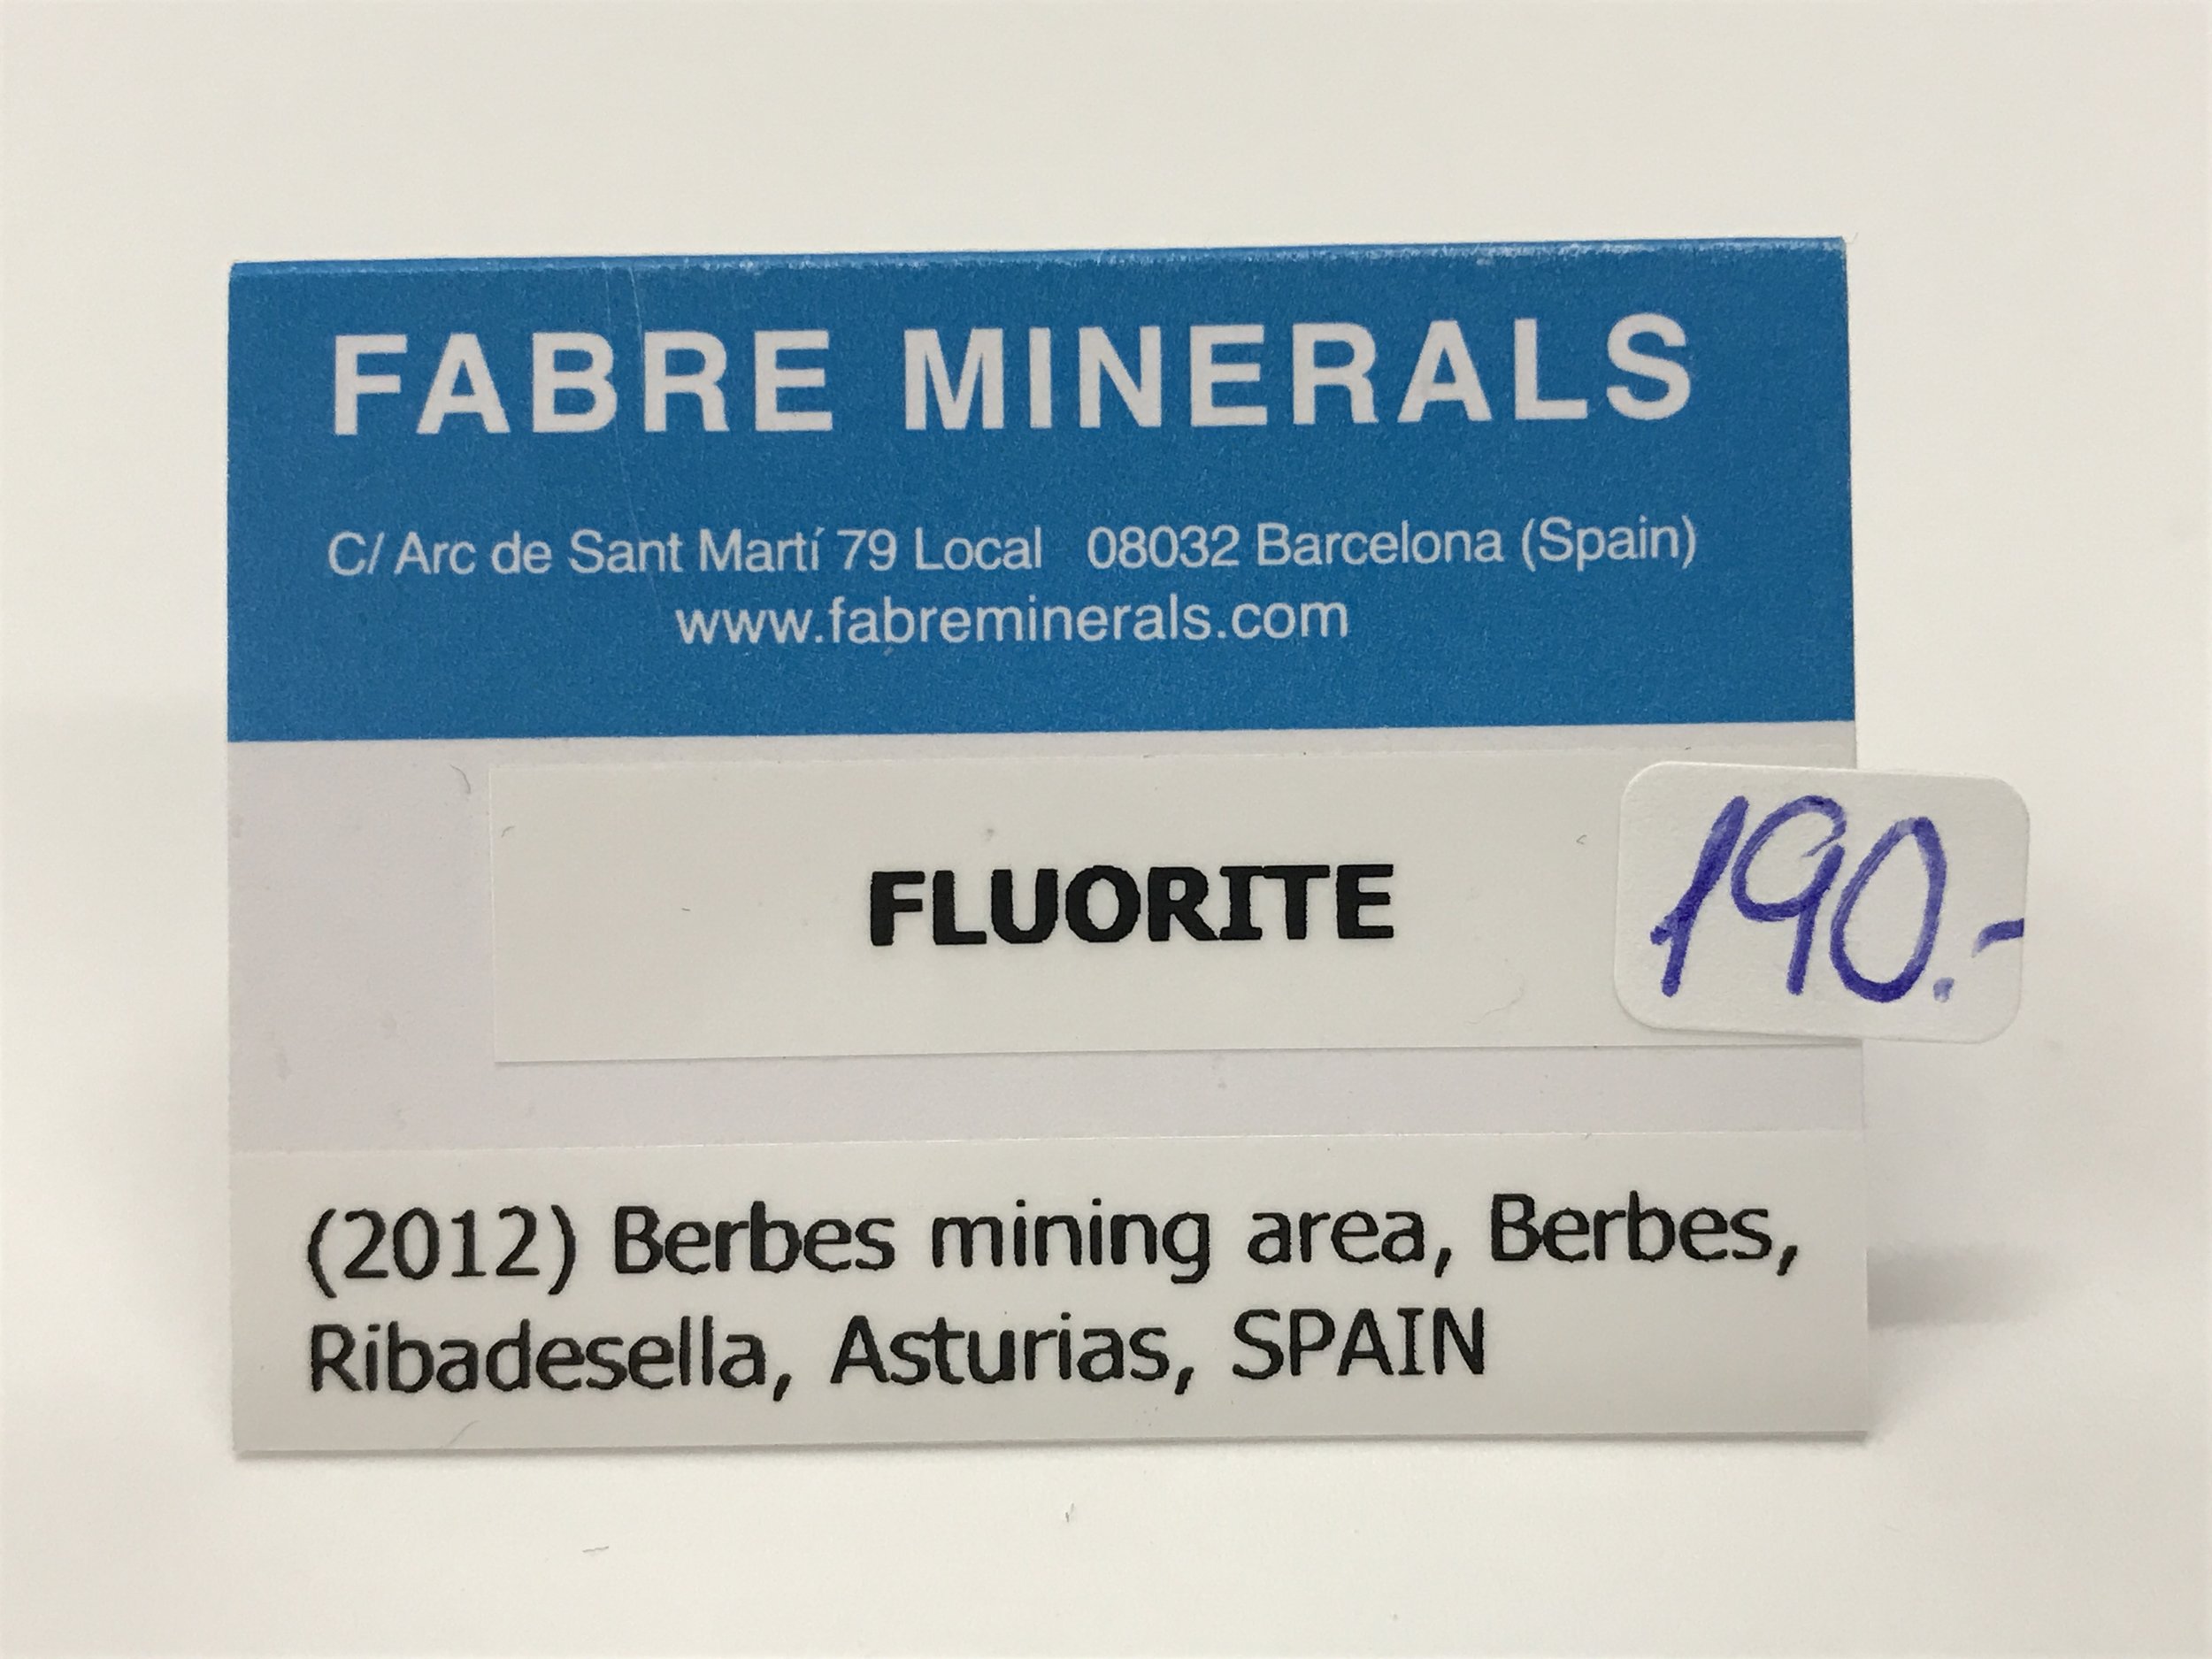 FABRE MINERALS
C/ Arc de Sant Martí 79 Local 08032 Barcelona (Spain)
www.fabreminerals.com
FLUORITE
190.-
(2012) Berbes mining area, Berbes,
Ribadesella, Asturias, SPAIN